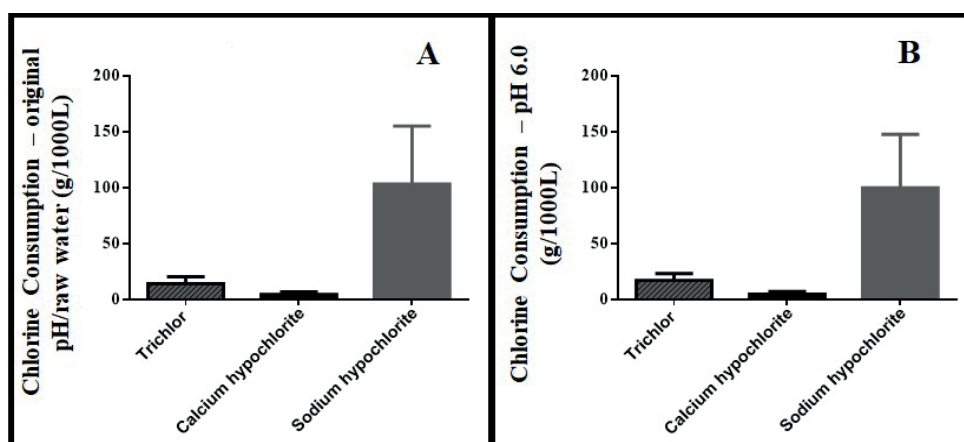 A
Chlorine Consumption – original
pH/raw water (g/1000L)
200
150
100
50
0
Trichlor
Calcium hypochlorite
Sodium hypochlorite
B
Chlorine Consumption – pH 6.0
(g/1000L)
200
150
100
50
0
Trichlor
Calcium hypochlorite
Sodium hypochlorite